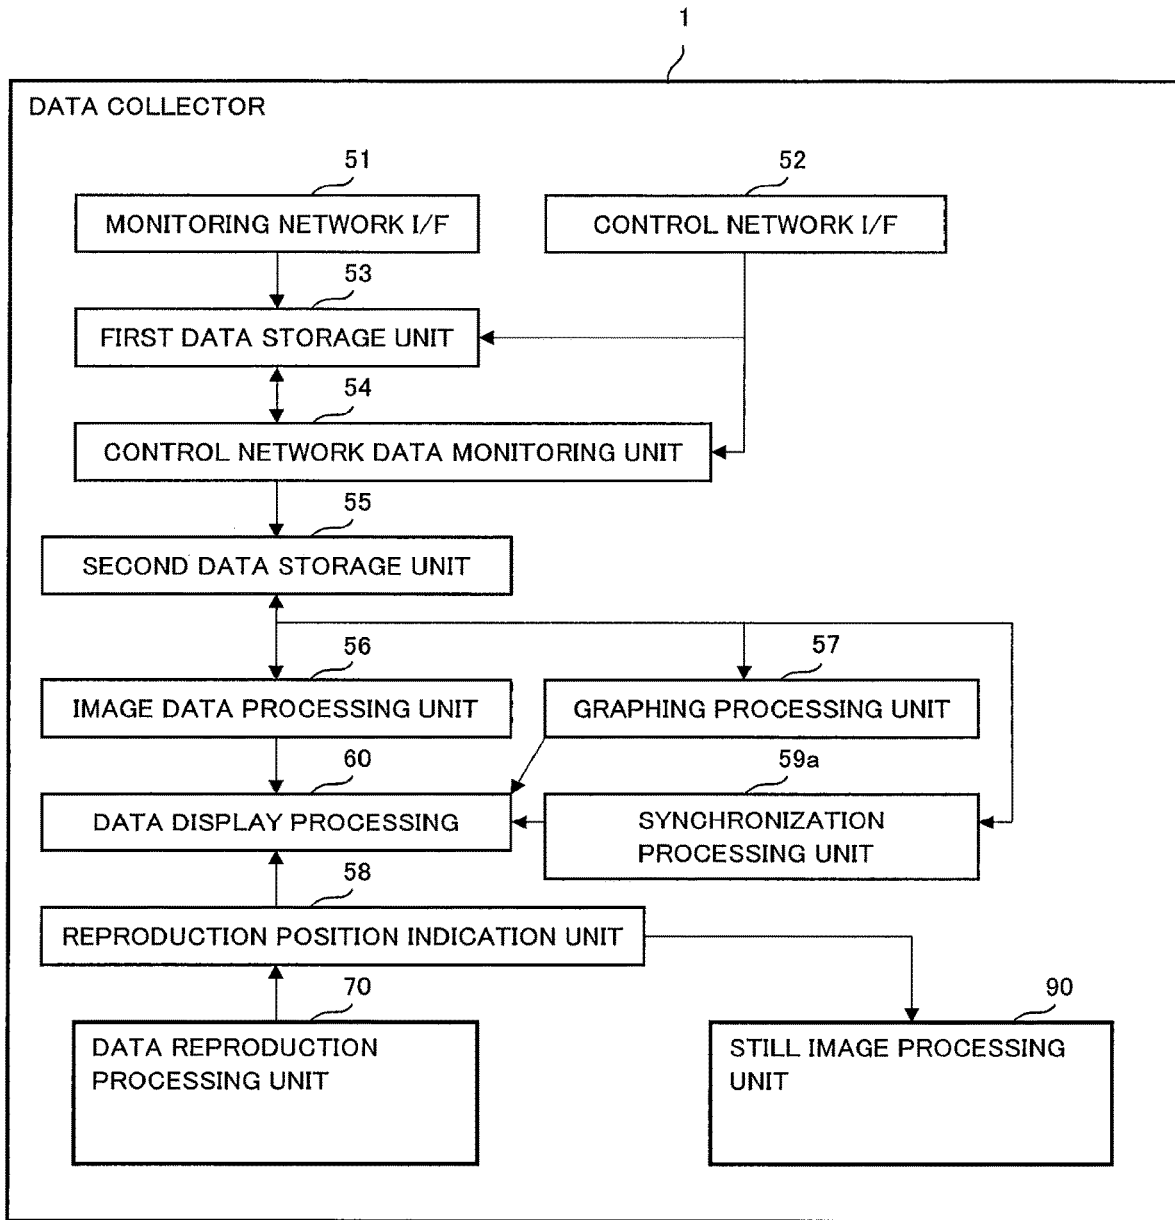 1
DATA COLLECTOR
51
52
MONITORING NETWORK I/F
CONTROL NETWORK I/F
53
FIRST DATA STORAGE UNIT
54
CONTROL NETWORK DATA MONITORING UNIT
55
SECOND DATA STORAGE UNIT
56
57
IMAGE DATA PROCESSING UNIT
GRAPHING PROCESSING UNIT
60
59a
DATA DISPLAY PROCESSING
SYNCHRONIZATION
PROCESSING UNIT
58
REPRODUCTION POSITION INDICATION UNIT
70
90
DATA REPRODUCTION
PROCESSING UNIT
STILL IMAGE PROCESSING
UNIT